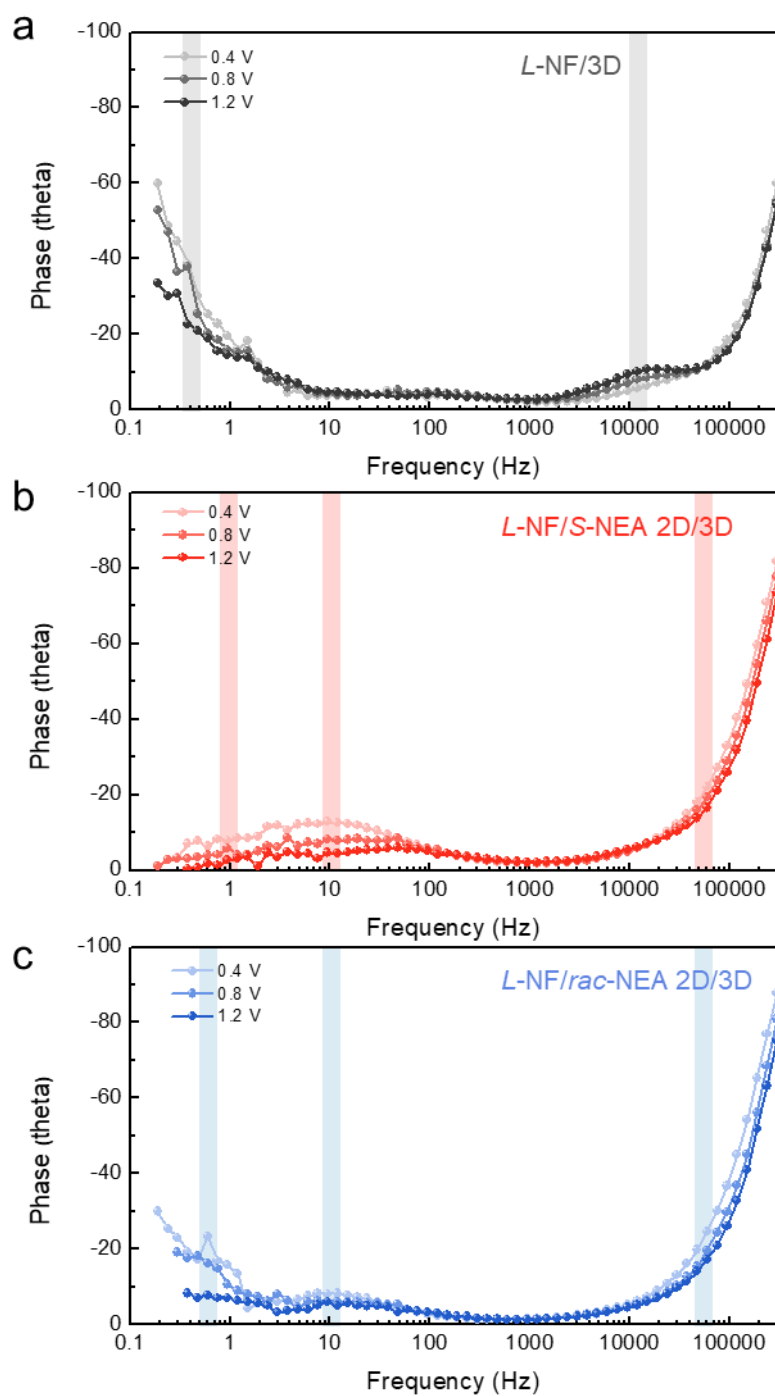 a
-100
-80
-60
-40
-20
0
Phase (theta)
0.4 V
0.8 V
1.2 V
L-NF/3D
0.1
1
10
100
1000
10000
100000
Frequency (Hz)
b
-100
-80
-60
-40
-20
0
Phase (theta)
0.4 V
0.8 V
1.2 V
L-NF/S-NEA 2D/3D
0.1
1
10
100
1000
10000
100000
Frequency (Hz)
c
-100
-80
-60
-40
-20
0
Phase (theta)
0.4 V
0.8 V
1.2 V
L-NF/rac-NEA 2D/3D
0.1
1
10
100
1000
10000
100000
Frequency (Hz)